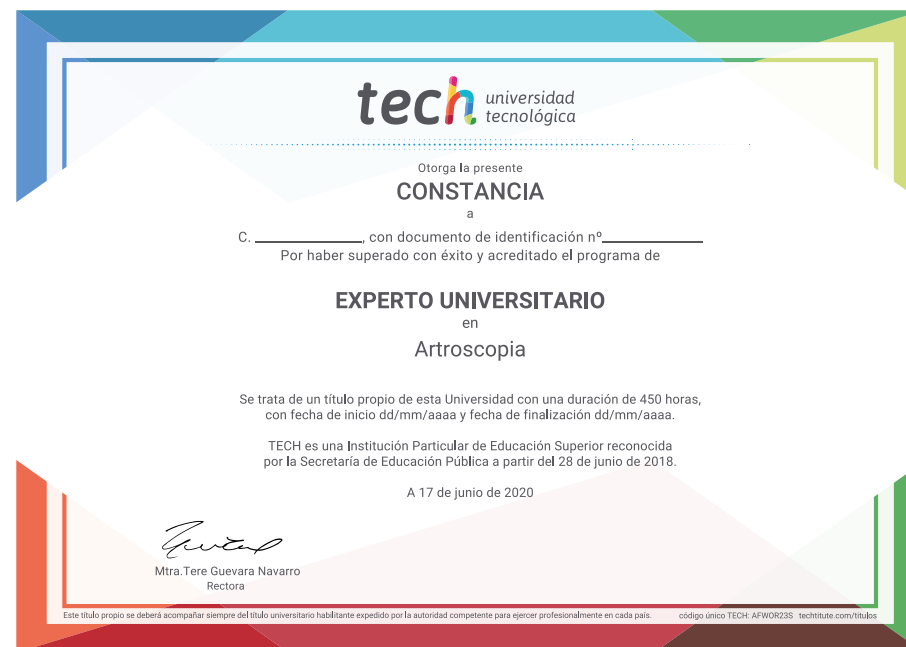 tech universidad
tecnológica
Otorga la presente
CONSTANCIA
a
C. ______________, con documento de identificación nº_____________
Por haber superado con éxito y acreditado el programa de
EXPERTO UNIVERSITARIO
en
Artroscopia
Se trata de un título propio de esta Universidad con una duración de 450 horas,
con fecha de inicio dd/mm/aaaa y fecha de finalización dd/mm/aaaa.
TECH es una Institución Particular de Educación Superior reconocida
por la Secretaría de Educación Pública a partir del 28 de junio de 2018.
A 17 de junio de 2020
Mtra.Tere Guevara Navarro
Rectora
Este título propio se deberá acompañar siempre del título universitario habilitante expedido por la autoridad competente para ejercer profesionalmente en cada país. código único TECH: AFWOR23S techtitute.com/titulos